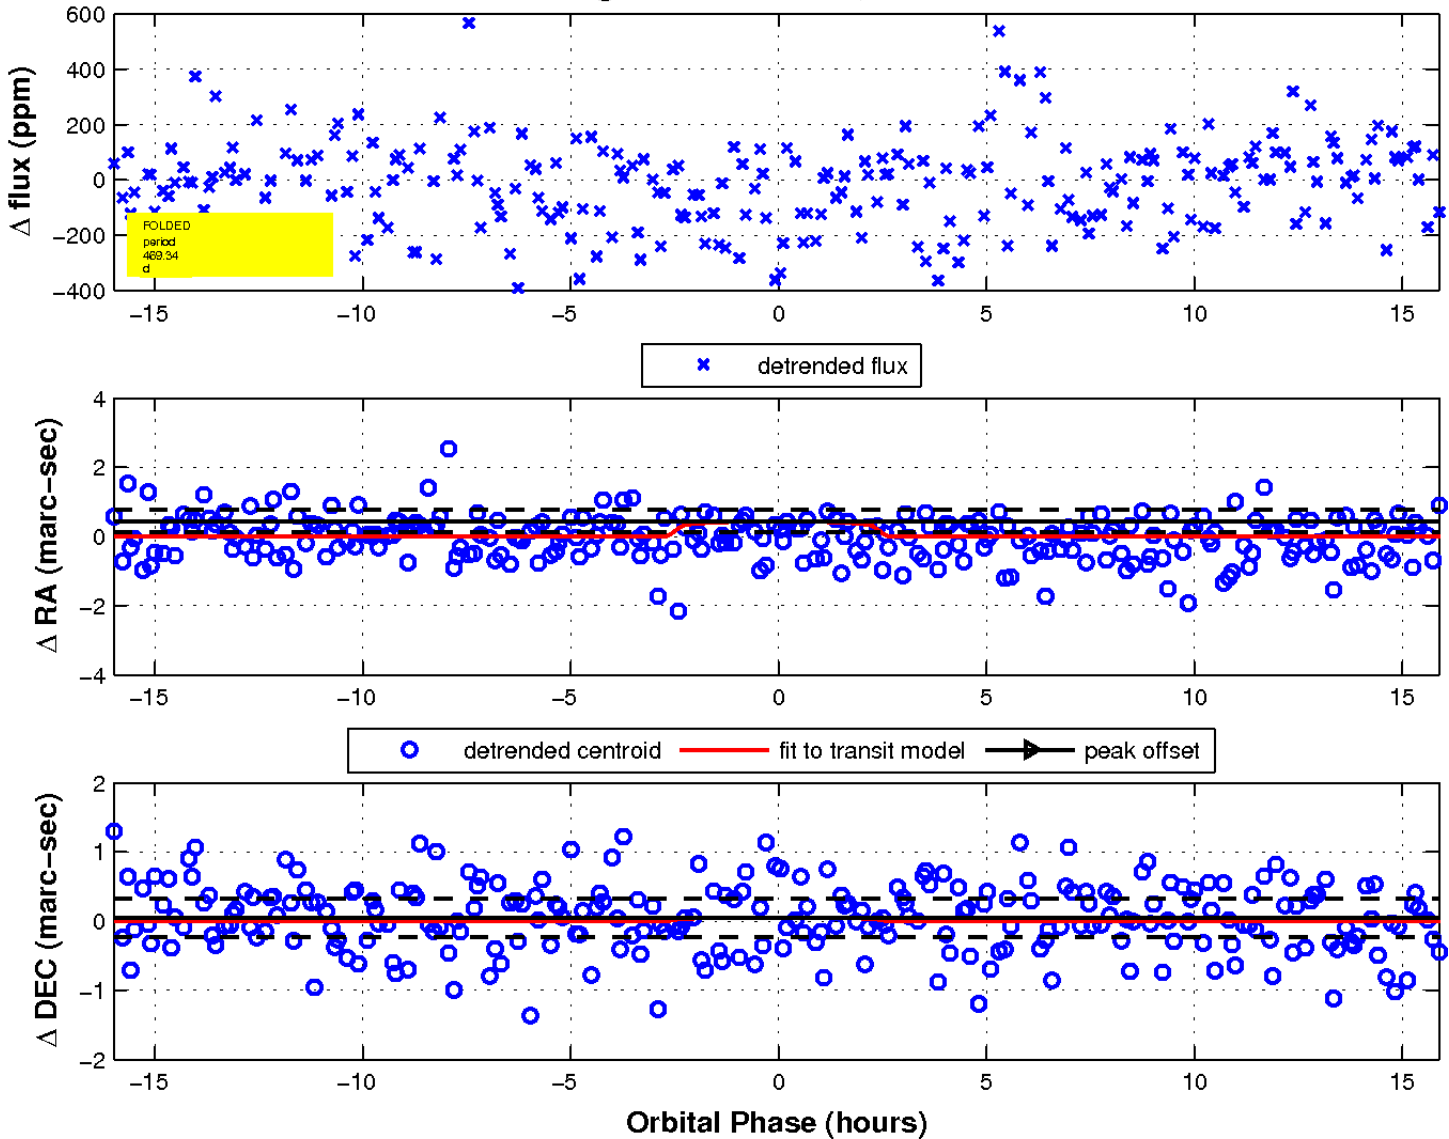 600
400
200
0
−200
−400
Δ flux (ppm)
FOLDED
period
469.34
d
−15 −10 −5 0 5 10 15
detrended flux
4
2
0
−2
−4
Δ RA (marc−sec)
−15 −10 −5 0 5 10 15
detrended centroid fit to transit model peak offset
2
1
0
−1
−2
Δ DEC (marc−sec)
−15 −10 −5 0 5 10 15
Orbital Phase (hours)